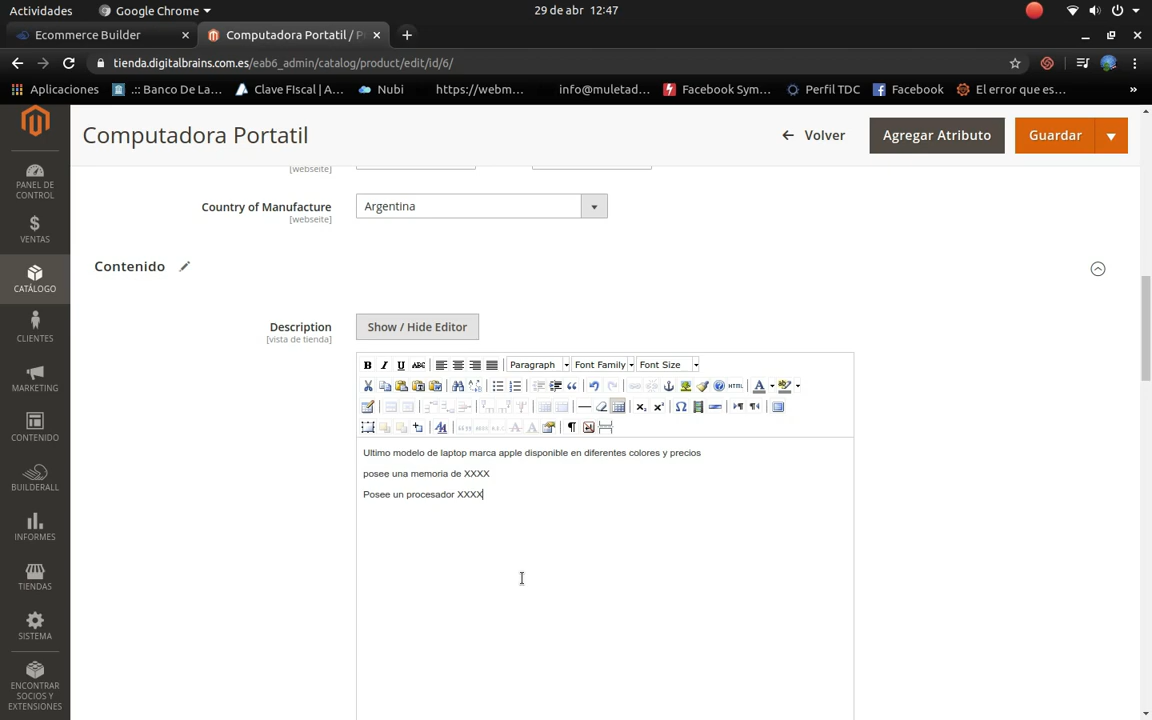 Actividades Google Chrome 29 de abr 12:47
Ecommerce Builder Computadora Portatil / P
tienda.digitalbrains.com.es/eab6_admin/catalog/product/edit/id/6/
Aplicaciones .:: Banco De La... Clave FIscal | A... Nubi https://webm... info@muletad... Facebook Sym... Perfil TDC Facebook El error que es... »
Computadora Portatil Volver Agregar Atributo Guardar
[website]
PANEL DE CONTROL
VENTAS
CATÁLOGO
CLIENTES
MARKETING
CONTENIDO
BUILDERALL
INFORMES
TIENDAS
SISTEMA
ENCONTRAR SOCIOS Y EXTENSIONES
Country of Manufacture Argentina
[website]
Contenido
Description Show / Hide Editor
[vista de tienda]
B I U ABC Paragraph Font Family Font Size
HTML
Ultimo modelo de laptop marca apple disponible en diferentes colores y precios
posee una memoria de XXXX
Posee un procesador XXXX